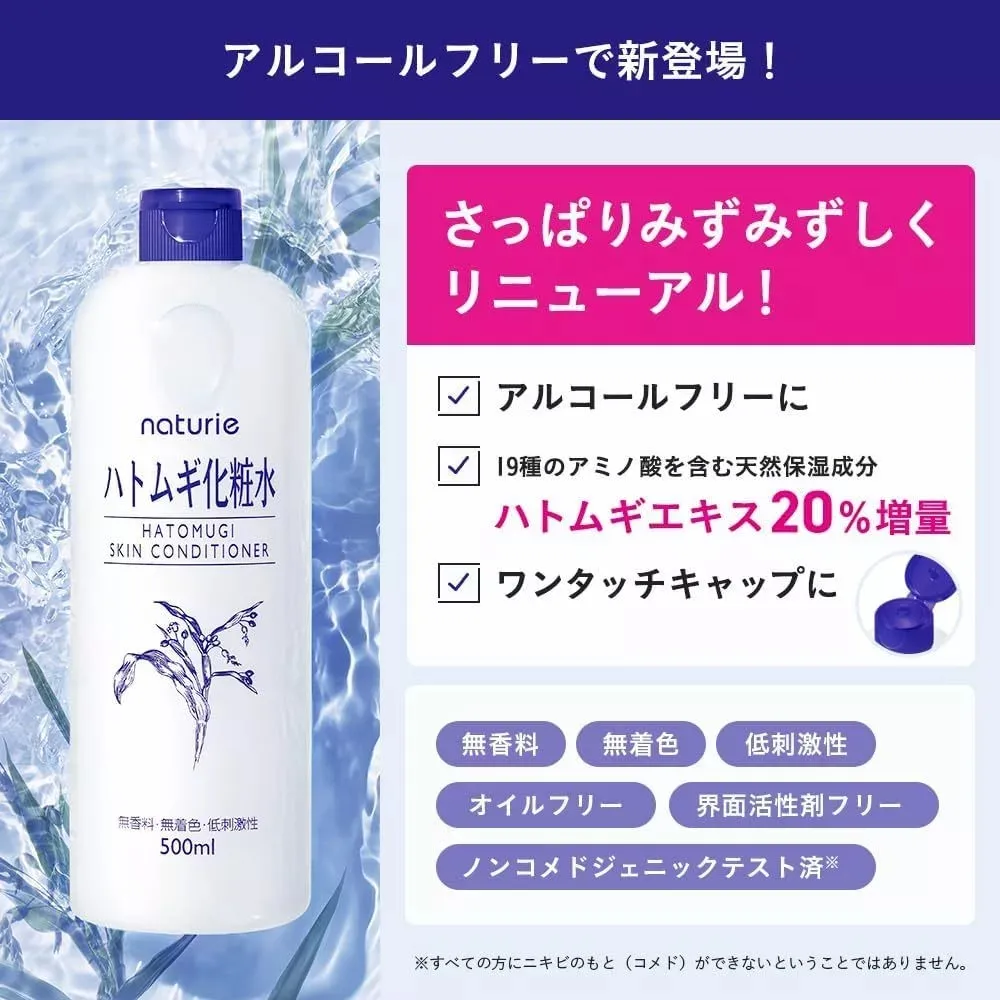 アルコールフリーで新登場！
naturie
ハトムギ化粧水
HATOMUGI
SKIN CONDITIONER
無香料・無着色・低刺激性
500ml
さっぱりみずみずしく
リニューアル！
アルコールフリーに
19種のアミノ酸を含む天然保湿成分
ハトムギエキス20%増量
ワンタッチキャップに
無香料
無着色
低刺激性
オイルフリー
界面活性剤フリー
ノンコメドジェニックテスト済※
※すべての方にニキビのもと（コメド）ができないということではありません。